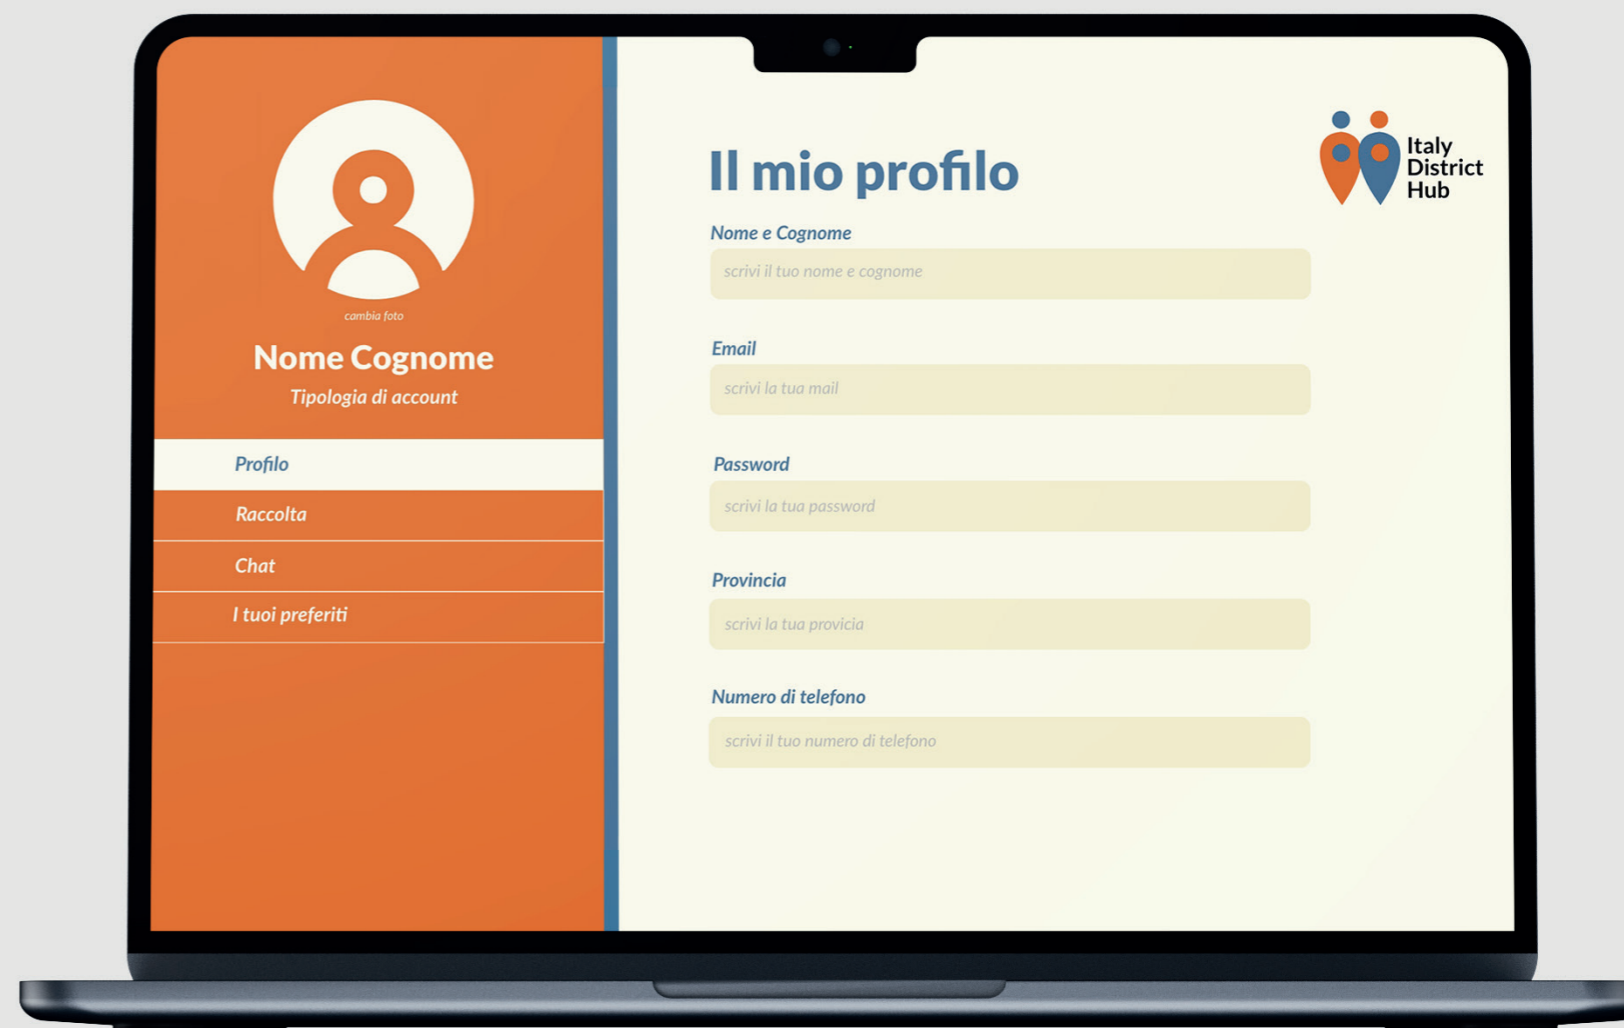 cambia foto
Nome Cognome
Tipologia di account
Profilo
Raccolta
Chat
I tuoi preferiti
Il mio profilo
Nome e Cognome
scrivi il tuo nome e cognome
Email
scrivi la tua mail
Password
scrivi la tua password
Provincia
scrivi la tua provicia
Numero di telefono
scrivi il tuo numero di telefono
Italy
District
Hub